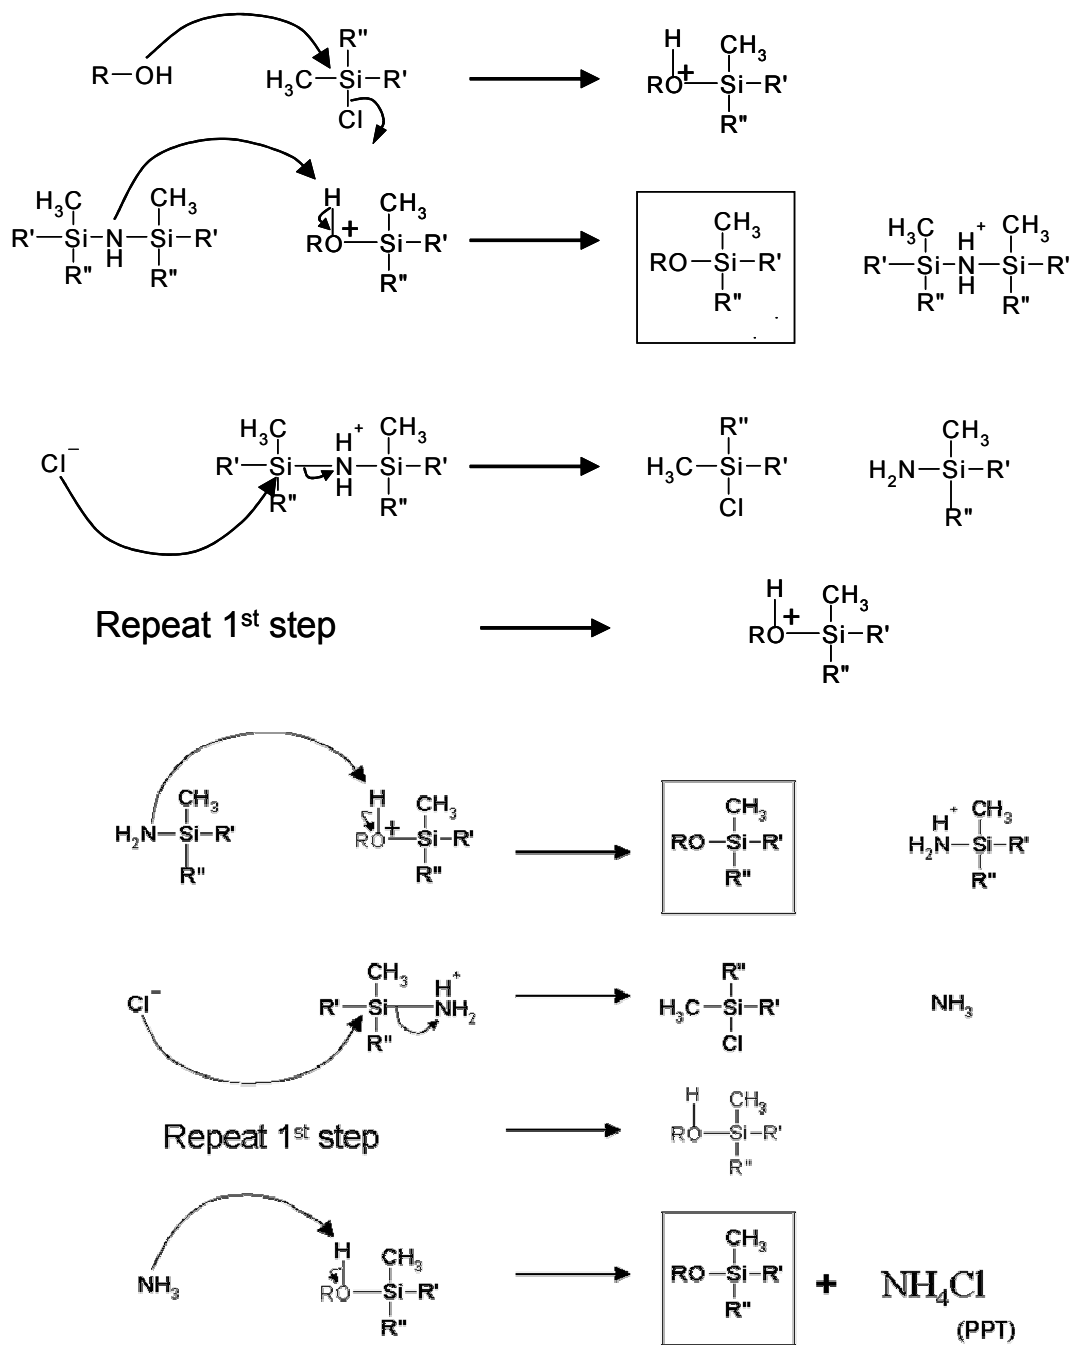 R—OH H₃C—Si—R' R" Cl → H RO⁺—Si—R' CH₃ R"
H₃C CH₃ R'—Si—N—Si—R' R" H R" H RO⁺—Si—R' CH₃ R" → CH₃ RO—Si—R' R" H₃C H⁺ CH₃ R'—Si—N—Si—R' R" H R"
Cl⁻ H₃C H⁺ CH₃ R'—Si—N—Si—R' R" H R" → R" H₃C—Si—R' Cl CH₃ H₂N—Si—R' R"
Repeat 1st step → H RO⁺—Si—R' CH₃ R"
CH₃ H₂N—Si—R' R" H RO⁺—Si—R' CH₃ R" → CH₃ RO—Si—R' R" H⁺ CH₃ H₂N—Si—R' R"
Cl⁻ CH₃ H⁺ R'—Si—NH₂ R" → R" H₃C—Si—R' Cl NH₃
Repeat 1st step → H RO—Si—R' CH₃ R"
NH₃ H RO—Si—R' CH₃ R" → CH₃ RO—Si—R' R" + NH₄Cl
(PPT)